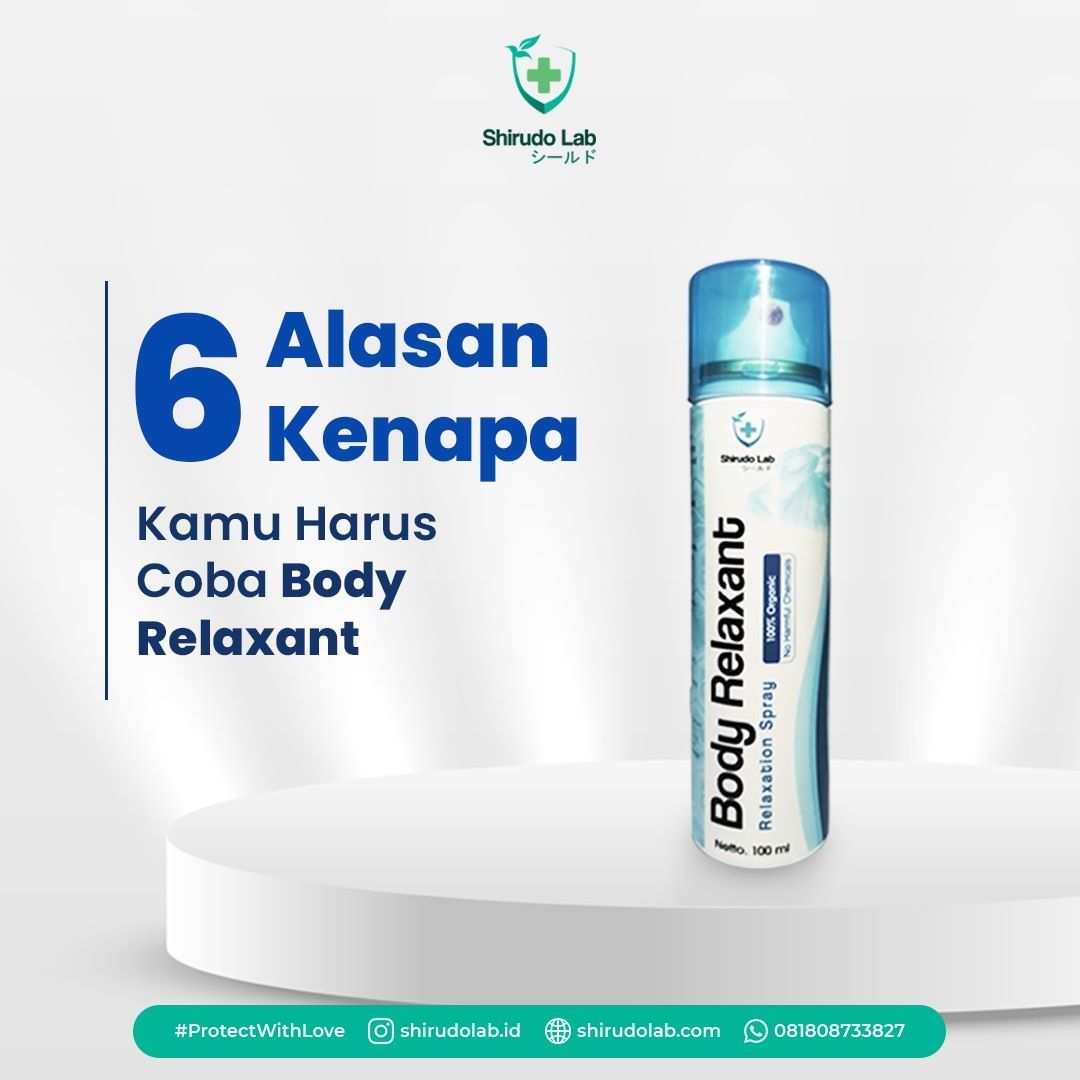 Shirudo Lab
シールド
6 Alasan
Kenapa
Kamu Harus
Coba Body
Relaxant
Shirudo Lab
シールド
Body Relaxant
Relaxation Spray
100% Organic
No Harmful Chemicals
Netto. 100 ml
#ProtectWithLove shirudolab.id shirudolab.com 081808733827